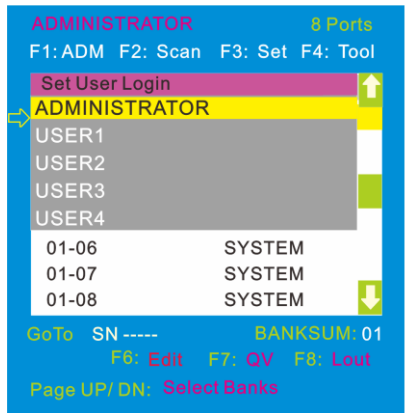 ADMINISTRATOR 8 Ports
F1: ADM F2: Scan F3: Set F4: Tool
Set User Login
ADMINISTRATOR
USER1
USER2
USER3
USER4
01-06 SYSTEM
01-07 SYSTEM
01-08 SYSTEM
GoTo SN ----- BANKSUM: 01
F6: Edit F7: QV F8: Lout
Page UP/ DN: Select Banks